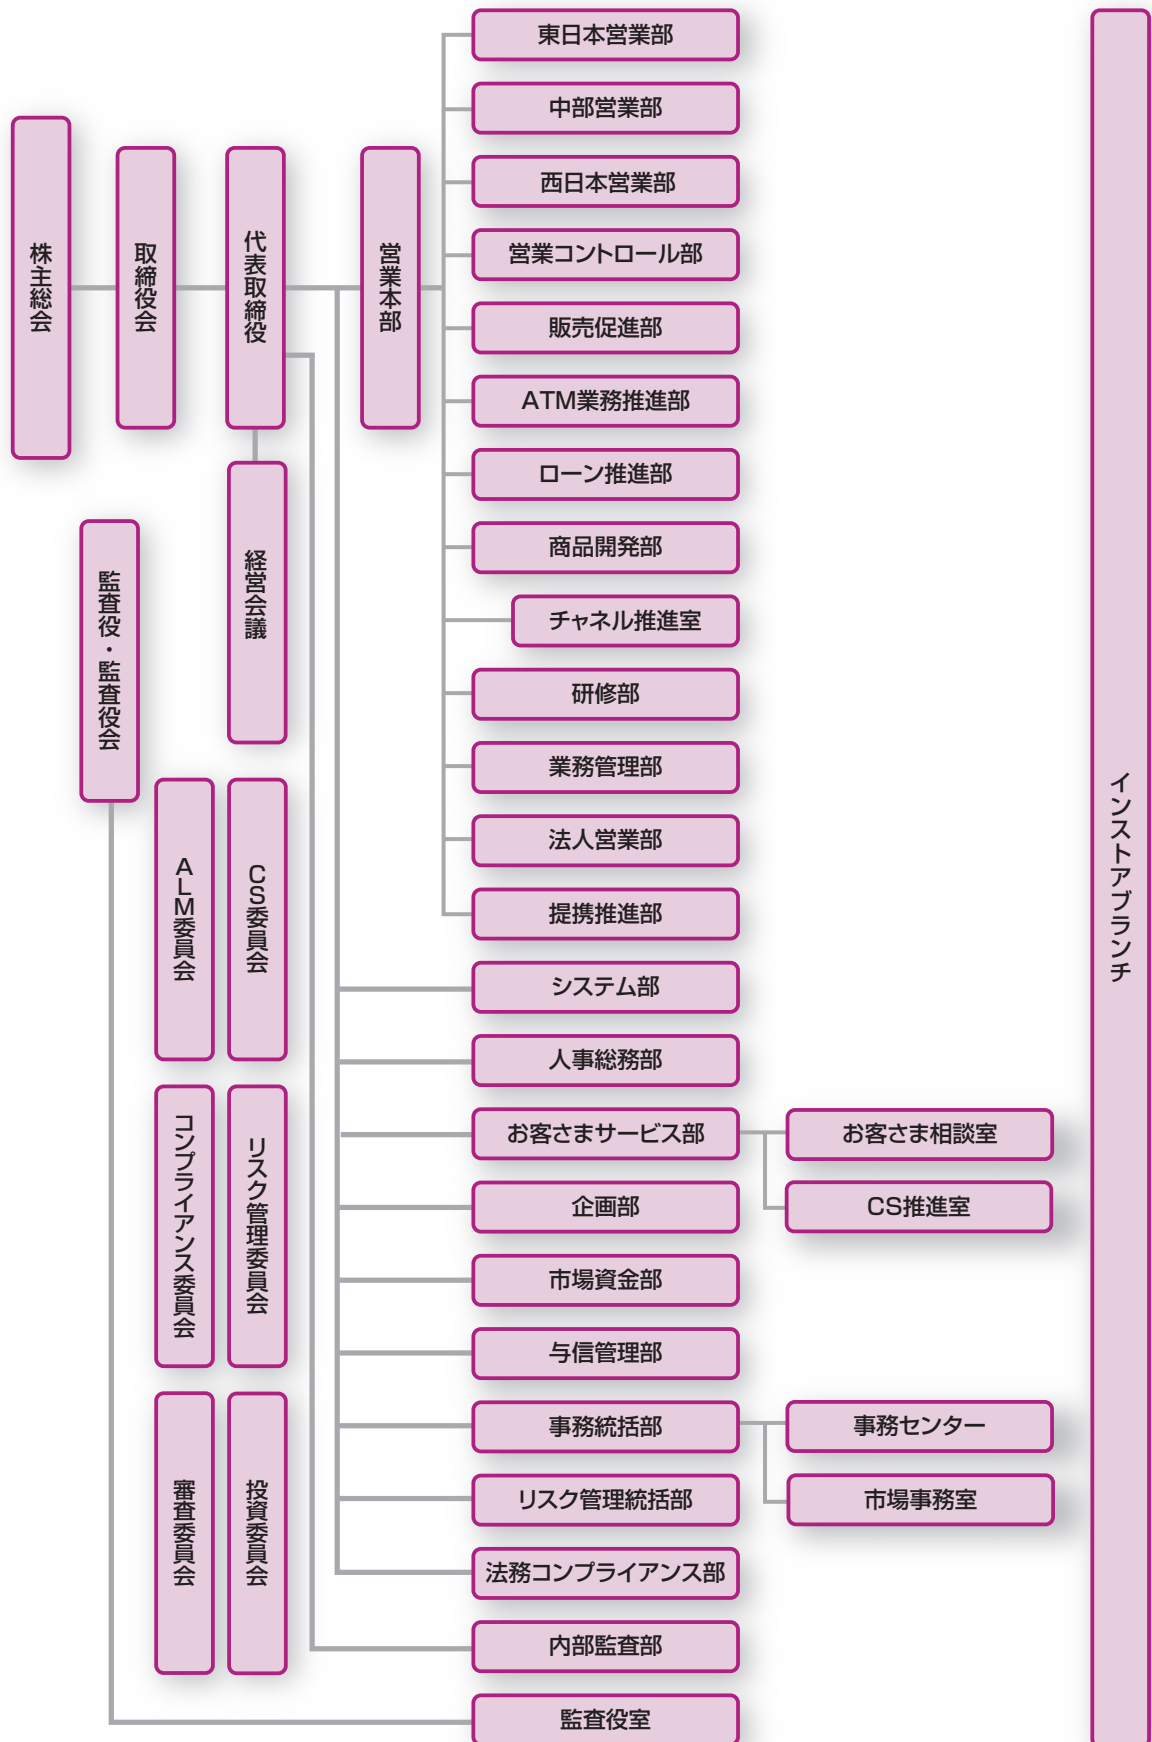 株主総会
取締役会
代表取締役
経営会議
監査役・監査役会
ALM委員会
CS委員会
コンプライアンス委員会
リスク管理委員会
審査委員会
投資委員会
営業本部
東日本営業部
中部営業部
西日本営業部
営業コントロール部
販売促進部
ATM業務推進部
ローン推進部
商品開発部
チャネル推進室
研修部
業務管理部
法人営業部
提携推進部
システム部
人事総務部
お客さまサービス部
お客さま相談室
CS推進室
企画部
市場資金部
与信管理部
事務統括部
事務センター
市場事務室
リスク管理統括部
法務コンプライアンス部
内部監査部
監査役室
インストアブランチ